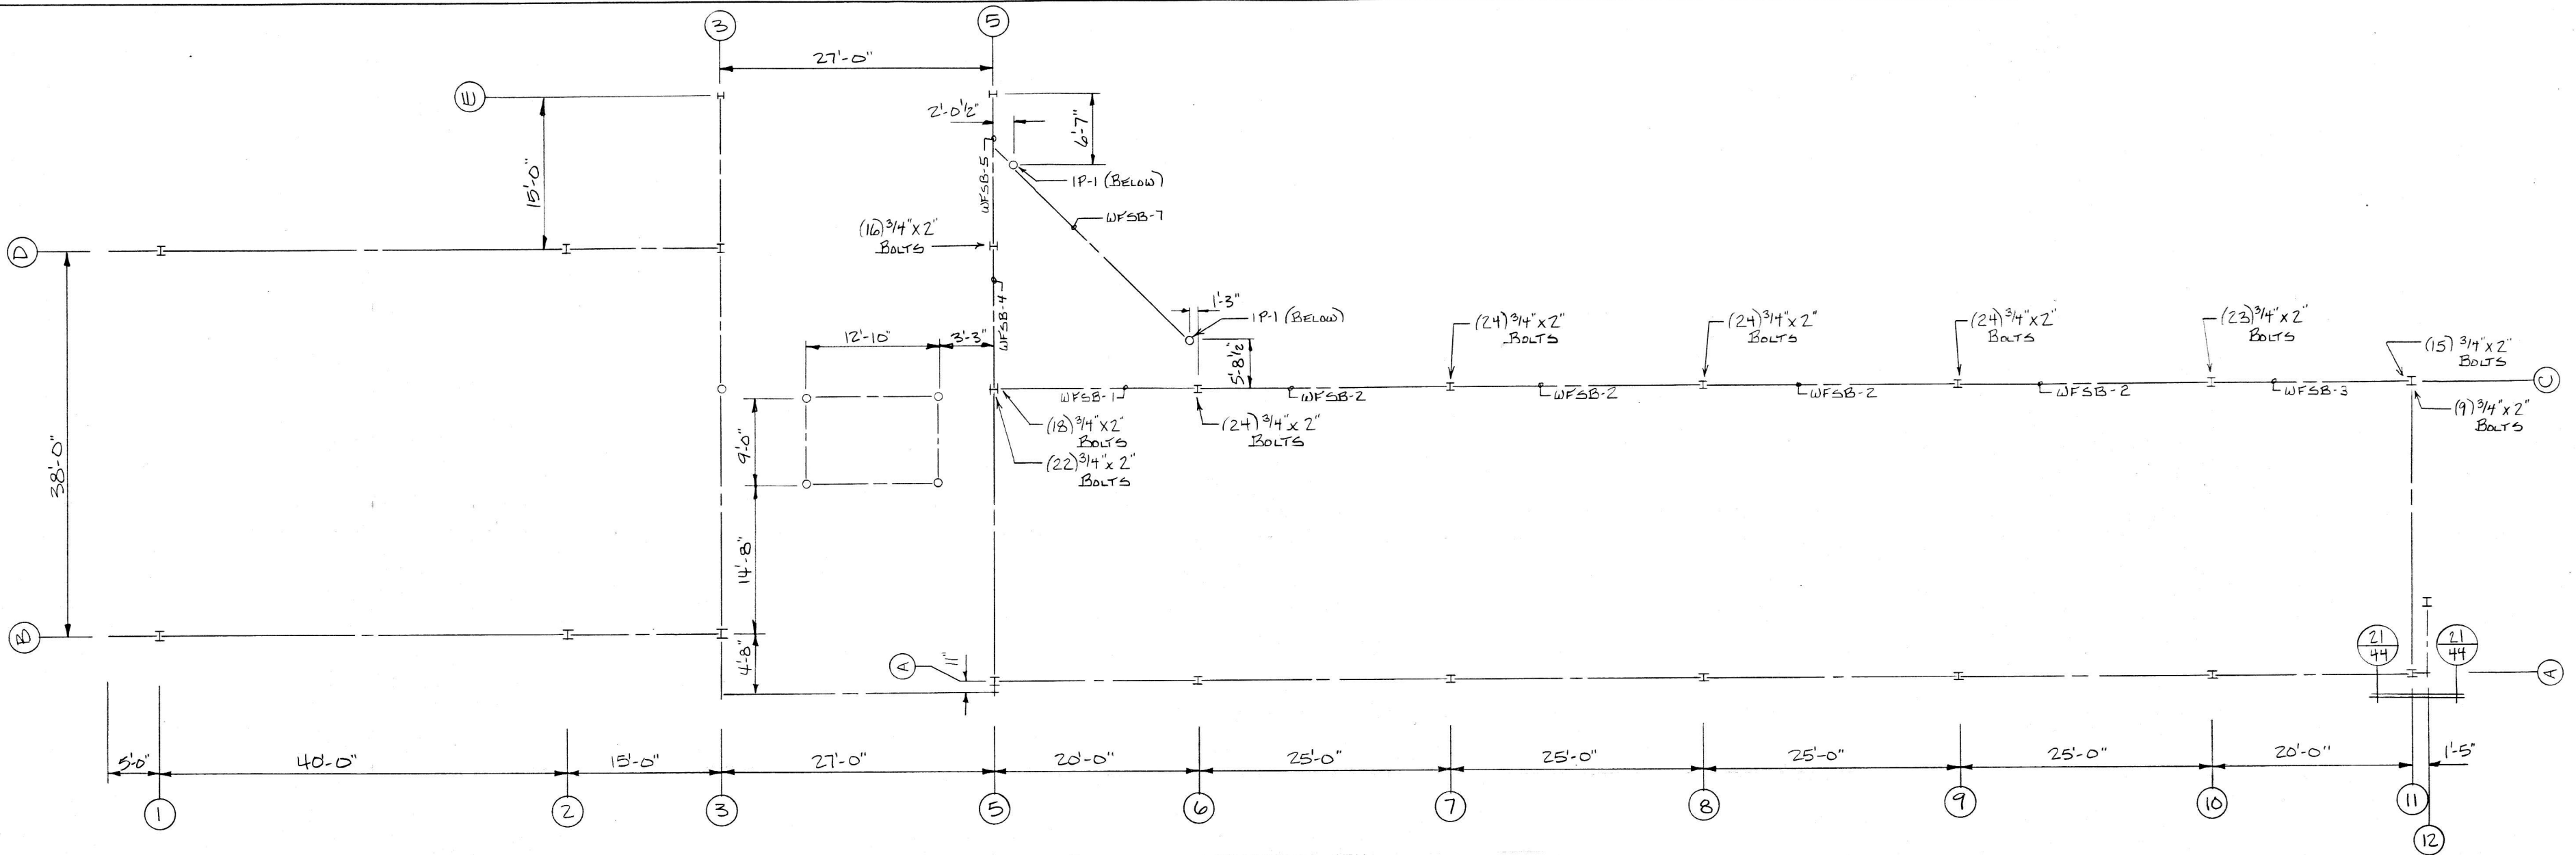 3
5
27'-0"
E
2'-0 1/2"
6'-7"
15'-0"
WFSB-5
1P-1 (BELOW)
WFSB-7
(16) 3/4" x 2"
BOLTS
D
38'-0"
WFSB-4
1'-3"
1P-1 (BELOW)
5'-8 1/2"
12'-10"
3'-3"
(24) 3/4" x 2"
BOLTS
(24) 3/4" x 2"
BOLTS
(24) 3/4" x 2"
BOLTS
(23) 3/4" x 2"
BOLTS
(15) 3/4" x 2"
BOLTS
C
WFSB-1
WFSB-2
WFSB-2
WFSB-2
WFSB-2
WFSB-3
(9) 3/4" x 2"
BOLTS
(18) 3/4" x 2"
BOLTS
(24) 3/4" x 2"
BOLTS
(22) 3/4" x 2"
BOLTS
9'-0"
14'-8"
B
4'-8"
A
11"
21
44
21
44
A
5'-0"
40'-0"
15'-0"
27'-0"
20'-0"
25'-0"
25'-0"
25'-0"
25'-0"
20'-0"
1'-5"
1
2
3
5
6
7
8
9
10
11
12